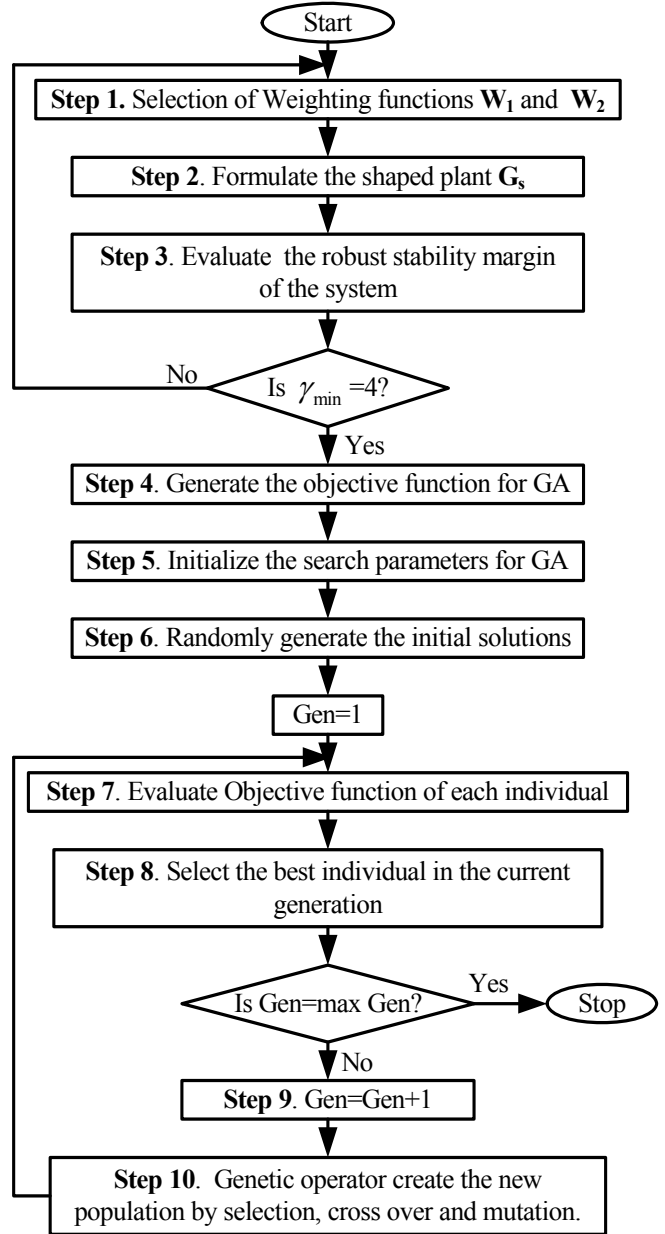 Start
Step 1. Selection of Weighting functions W₁ and W₂
Step 2. Formulate the shaped plant Gₛ
Step 3. Evaluate the robust stability margin
of the system
No
Is γ_min =4?
Yes
Step 4. Generate the objective function for GA
Step 5. Initialize the search parameters for GA
Step 6. Randomly generate the initial solutions
Gen=1
Step 7. Evaluate Objective function of each individual
Step 8. Select the best individual in the current
generation
Is Gen=max Gen?
Yes
Stop
No
Step 9. Gen=Gen+1
Step 10. Genetic operator create the new
population by selection, cross over and mutation.